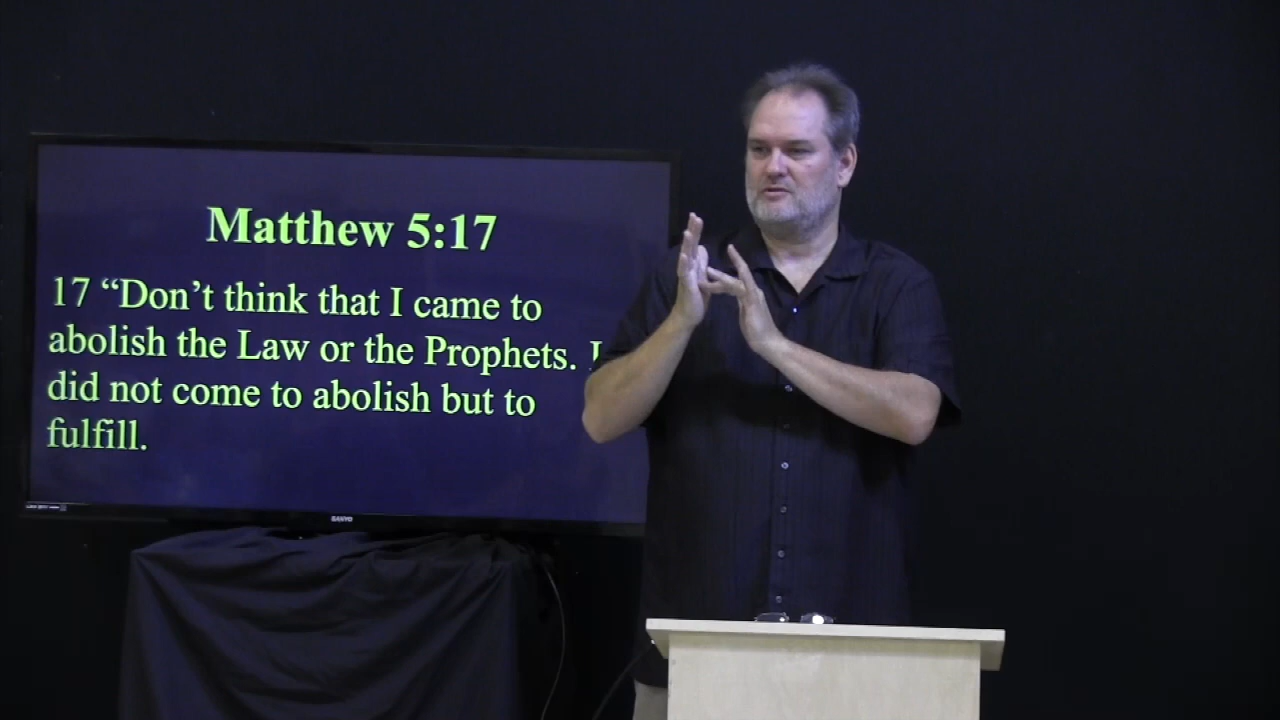 Matthew 5:17
17 “Don’t think that I came to
abolish the Law or the Prophets. I
did not come to abolish but to
fulfill.
SANYO